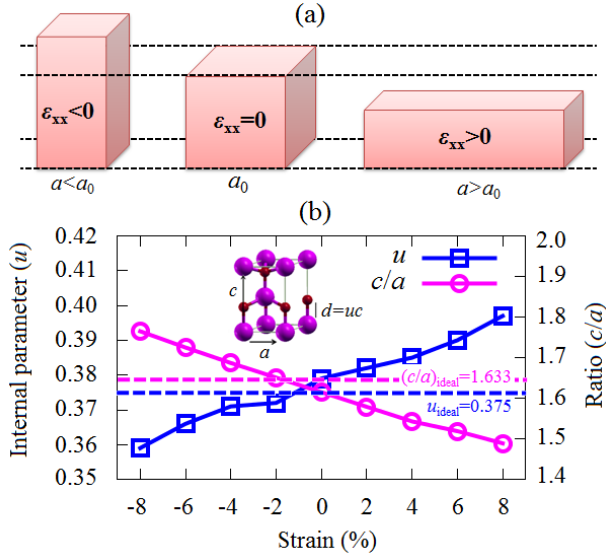 (a)
εxx<0
εxx=0
εxx>0
a<a0
a0
a>a0
(b)
Internal parameter (u)
0.42
0.41
0.40
0.39
0.38
0.37
0.36
0.35
u
c/a
c
a
d=uc
(c/a)ideal=1.633
uideal=0.375
2.0
1.9
1.8
1.7
1.6
1.5
1.4
Ratio (c/a)
-8 -6 -4 -2 0 2 4 6 8
Strain (%)